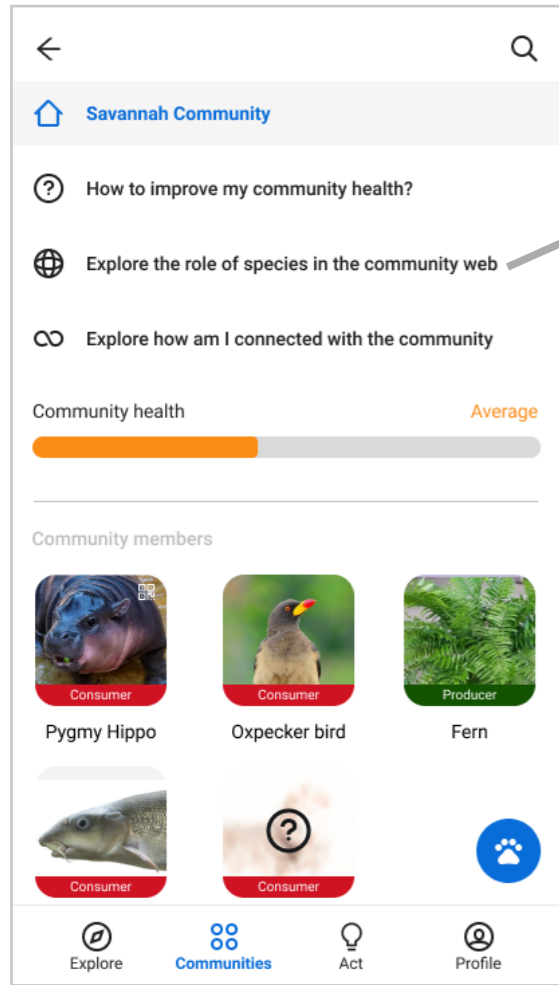 Savannah Community
How to improve my community health?
Explore the role of species in the community web
Explore how am I connected with the community
Community health Average
Community members
Consumer Consumer Producer
Pygmy Hippo Oxpecker bird Fern
Consumer Consumer
Explore Communities Act Profile